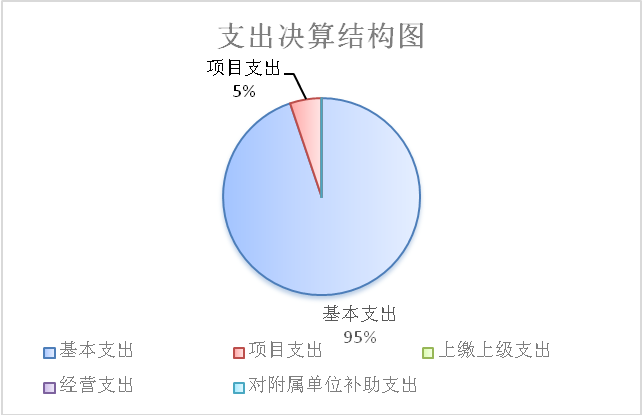 支出决算结构图
项目支出
5%
基本支出
95%
基本支出 项目支出 上缴上级支出
经营支出 对附属单位补助支出